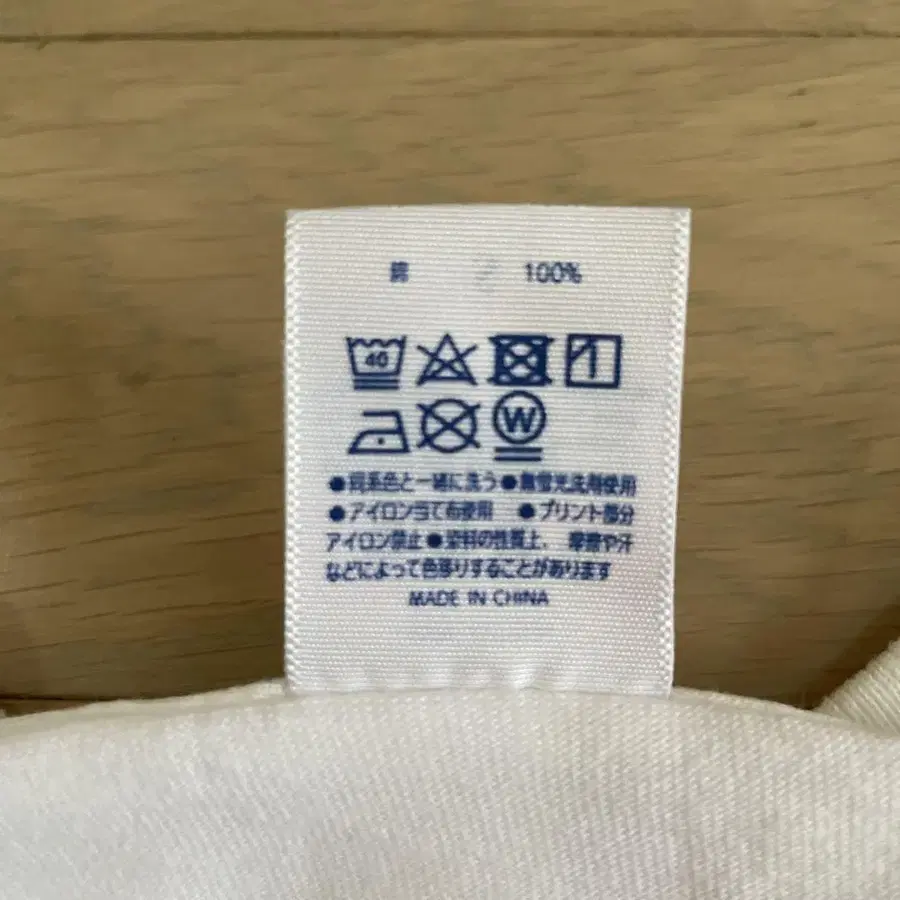 綿 100%
40
W
●同系色と一緒に洗う ●無蛍光洗剤使用
●アイロン当て布使用 ●プリント部分
アイロン禁止 ●染料の性質上、摩擦や汗
などによって色移りすることがあります
MADE IN CHINA